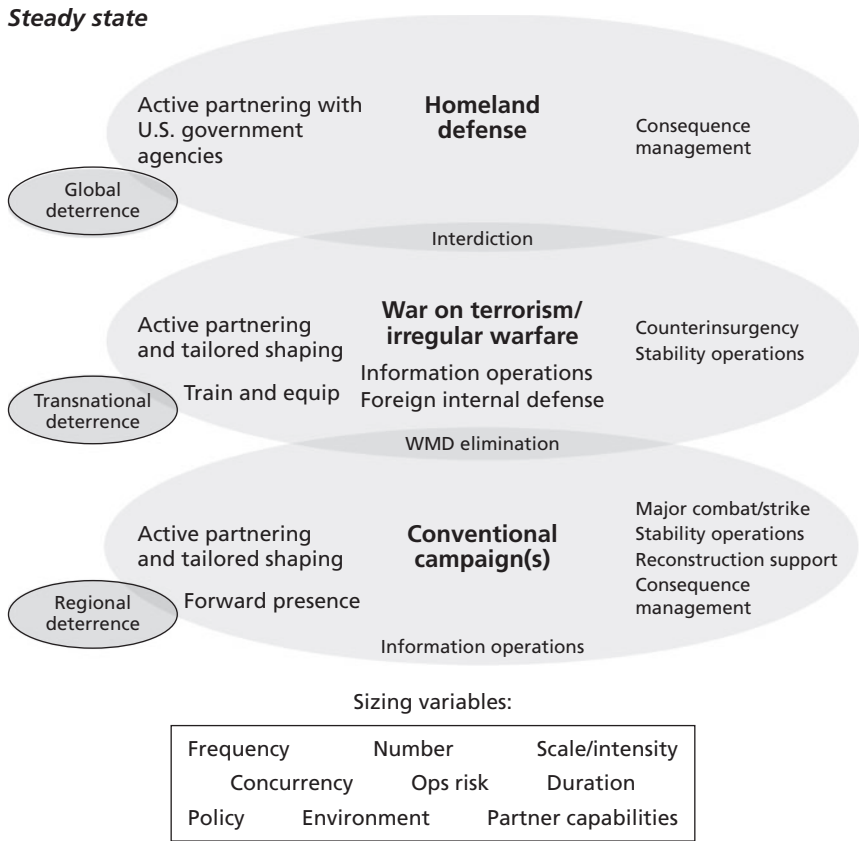 Steady state
Active partnering with
U.S. government
agencies
Homeland
defense
Consequence
management
Global
deterrence
Interdiction
War on terrorism/
irregular warfare
Active partnering
and tailored shaping
Counterinsurgency
Stability operations
Train and equip
Information operations
Foreign internal defense
Transnational
deterrence
WMD elimination
Active partnering
and tailored shaping
Conventional
campaign(s)
Major combat/strike
Stability operations
Reconstruction support
Consequence
management
Regional
deterrence
Forward presence
Information operations
Sizing variables:
Frequency Number Scale/intensity
Concurrency Ops risk Duration
Policy Environment Partner capabilities